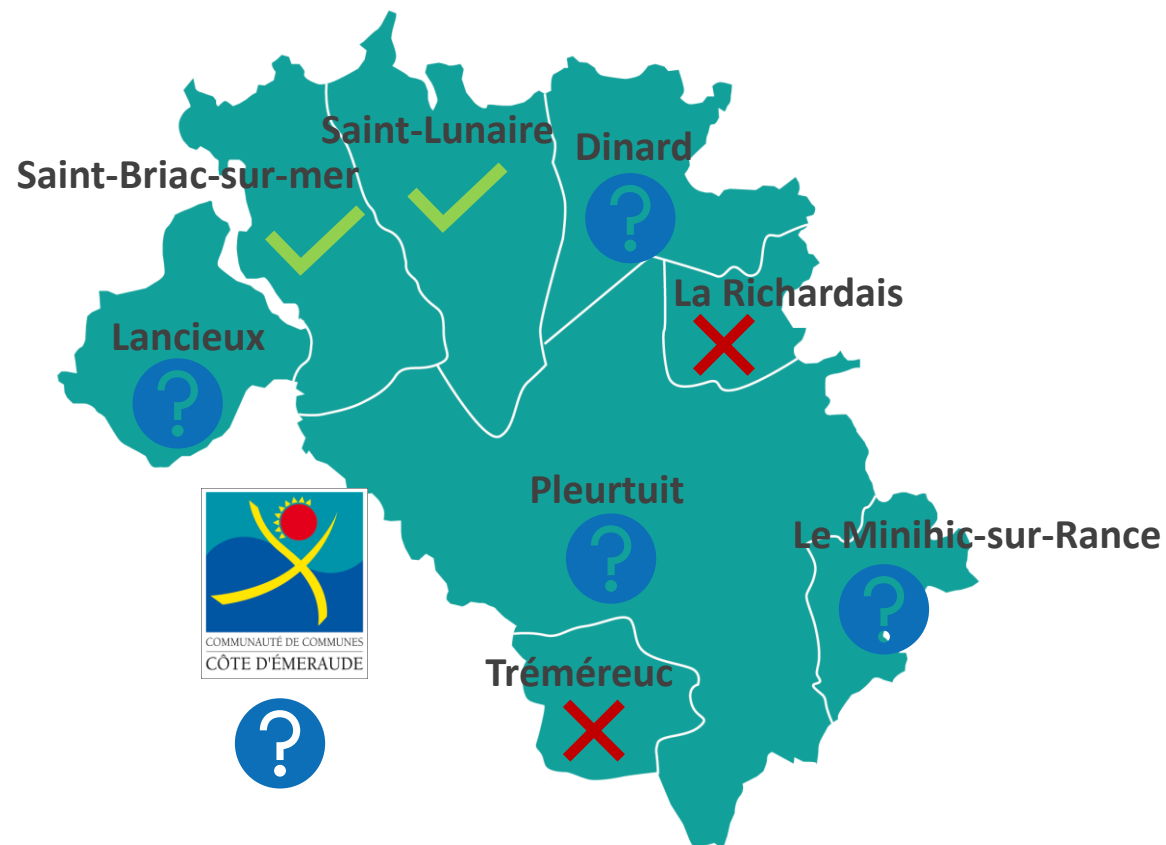 Saint-Lunaire
Dinard
Saint-Briac-sur-mer
La Richardais
Lancieux
Pleurtuit
Le Minihic-sur-Rance
COMMUNAUTÉ DE COMMUNES
CÔTE D'ÉMERAUDE
Tréméreuc